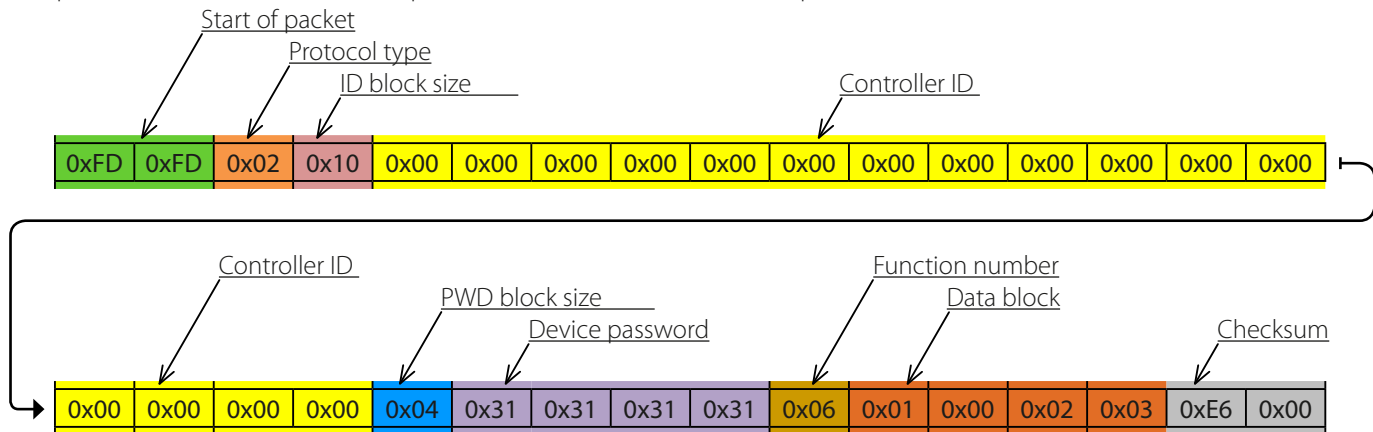 Start of packet
Protocol type
ID block size
Controller ID
0xFD 0xFD 0x02 0x10 0x00 0x00 0x00 0x00 0x00 0x00 0x00 0x00 0x00 0x00 0x00 0x00
Controller ID
Function number
PWD block size
Data block
Device password
Checksum
0x00 0x00 0x00 0x00 0x04 0x31 0x31 0x31 0x31 0x06 0x01 0x00 0x02 0x03 0xE6 0x00